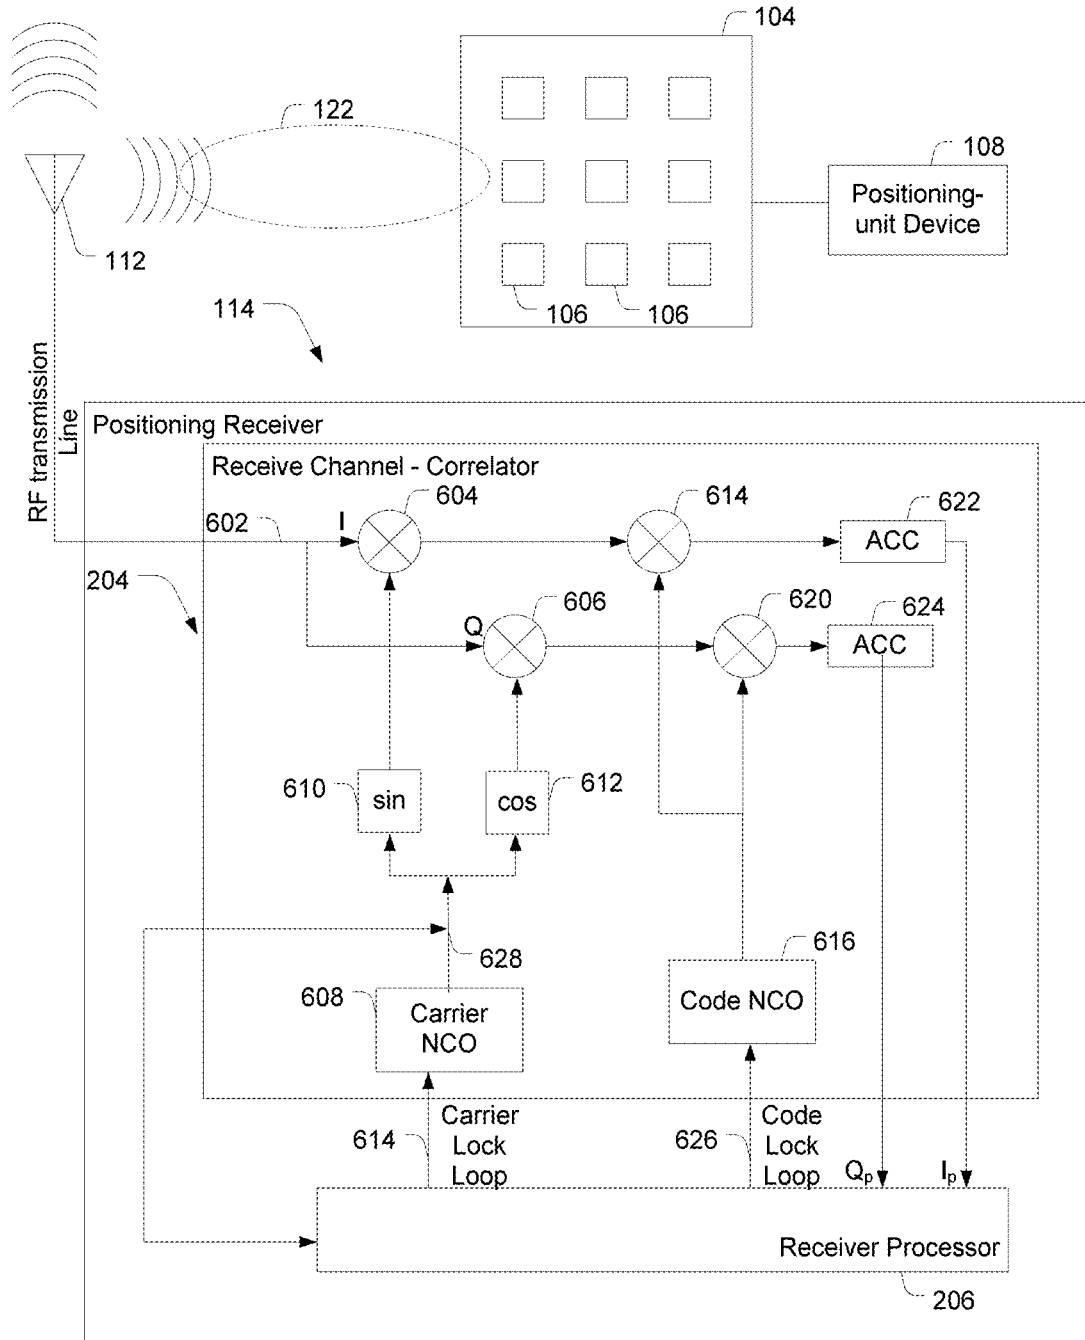 104
122
108
Positioning-
unit Device
112
106
106
114
RF transmission
Line
Positioning Receiver
Receive Channel - Correlator
604
614
622
602
I
ACC
204
606
620
624
Q
ACC
610
sin
cos
612
616
628
608
Carrier
NCO
Code NCO
614
Carrier
Lock
Loop
626
Code
Lock
Loop
Qp
Ip
Receiver Processor
206